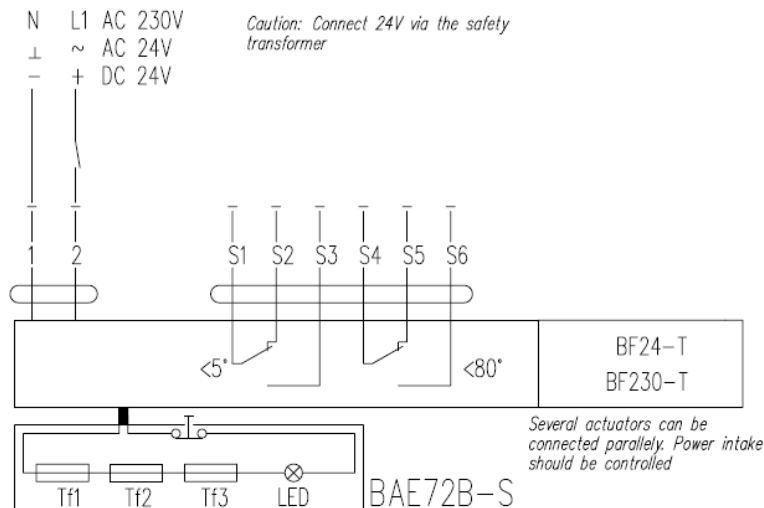 N L1 AC 230V
⊥ ~ AC 24V
− + DC 24V
Caution: Connect 24V via the safety
transformer
1 2 S1 S2 S3 S4 S5 S6
<5° <80°
BF24−T
BF230−T
Several actuators can be
connected parallely. Power intake
should be controlled
Tf1 Tf2 Tf3 LED BAE72B−S